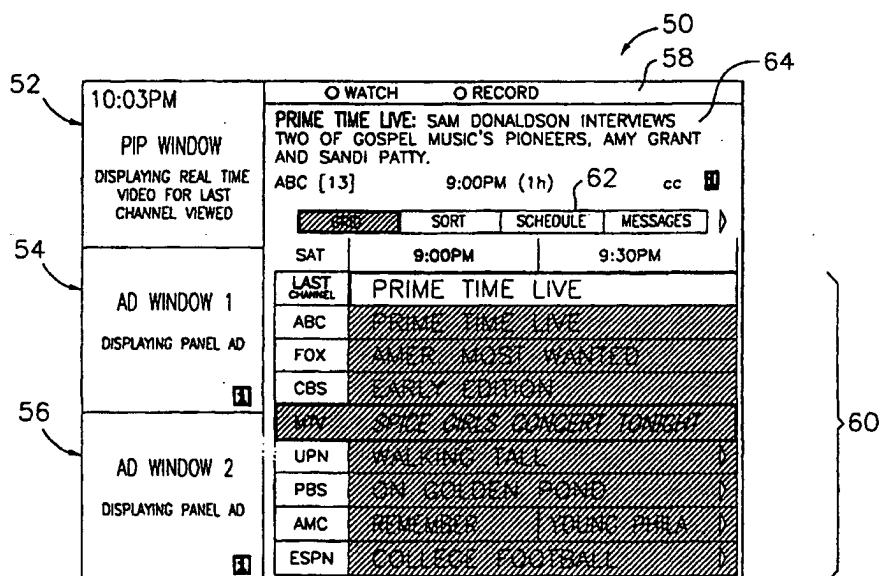 50
52
58
64
10:03PM
PIP WINDOW
DISPLAYING REAL TIME
VIDEO FOR LAST
CHANNEL VIEWED
O WATCH O RECORD
PRIME TIME LIVE: SAM DONALDSON INTERVIEWS
TWO OF GOSPEL MUSIC'S PIONEERS, AMY GRANT
AND SANDI PATTY.
ABC [13] 9:00PM (1h) 62 cc i
GRID SORT SCHEDULE MESSAGES
54
AD WINDOW 1
DISPLAYING PANEL AD
i
SAT 9:00PM 9:30PM
LAST CHANNEL PRIME TIME LIVE
ABC PRIME TIME LIVE
FOX AMER. MOST WANTED
CBS EARLY EDITION
MTV SPICE GIRLS CONCERT TONIGHT
UPN WALKING TALL
PBS ON GOLDEN POND
AMC REMEMBER YOUNG PHILA
ESPN COLLEGE FOOTBALL
60
56
AD WINDOW 2
DISPLAYING PANEL AD
i